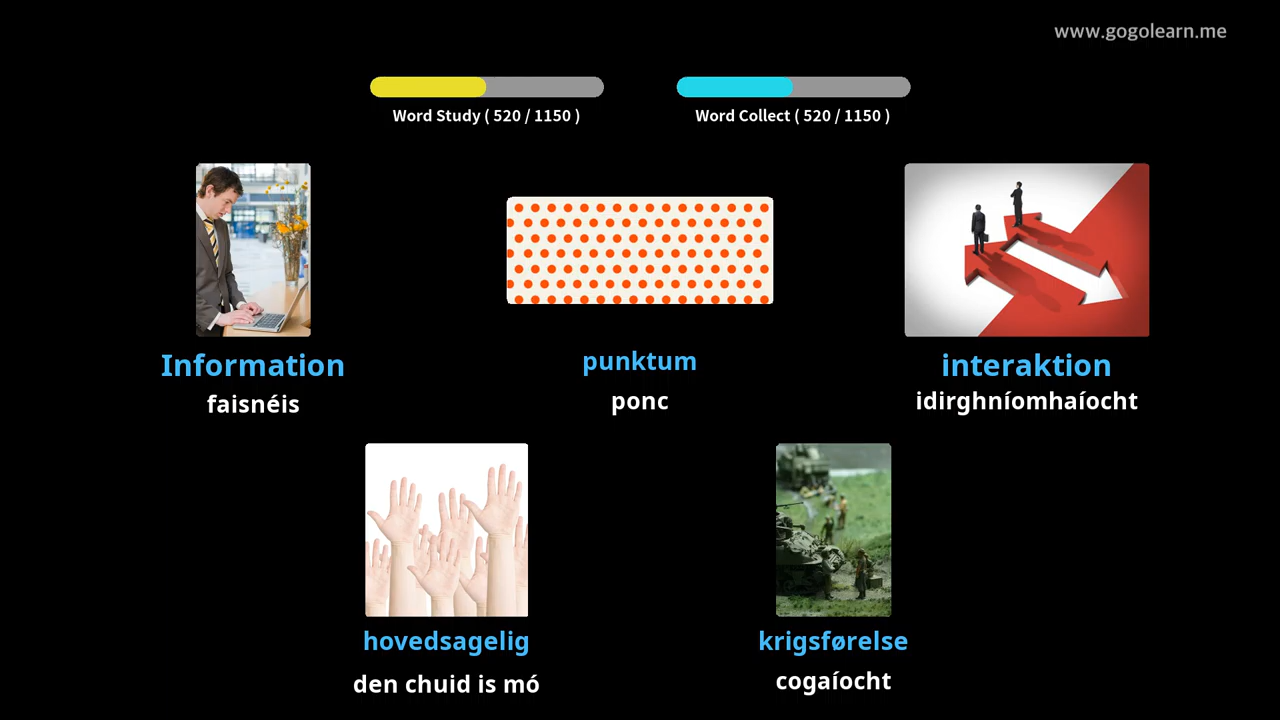 www.gogolearn.me
Word Study ( 520 / 1150 )
Word Collect ( 520 / 1150 )
Information
faisnéis
punktum
ponc
interaktion
idirghníomhaíocht
hovedsagelig
den chuid is mó
krigsførelse
cogaíocht